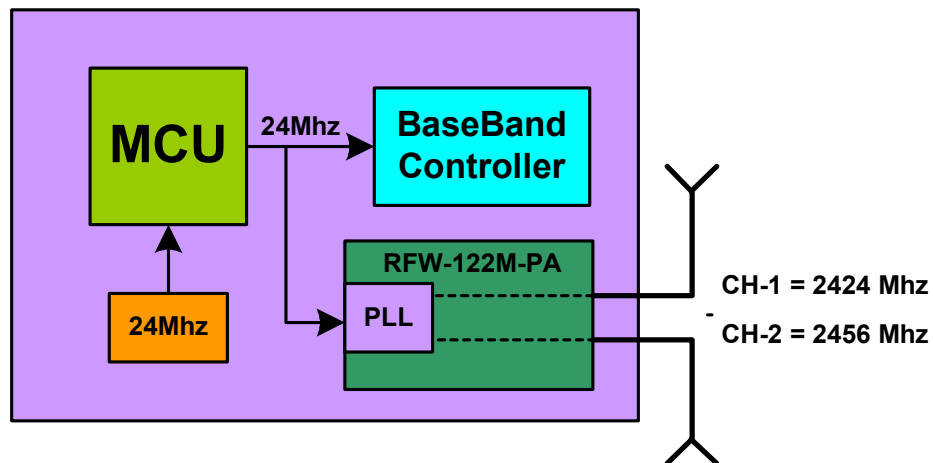 MCU
24Mhz
BaseBand
Controller
24Mhz
RFW-122M-PA
PLL
CH-1 = 2424 Mhz
-
CH-2 = 2456 Mhz